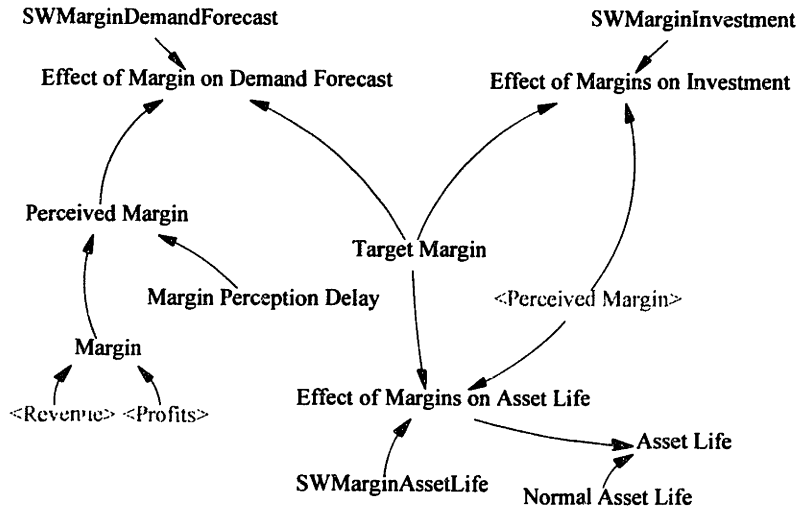 SWMarginDemandForecast
SWMarginInvestment
Effect of Margin on Demand Forecast
Effect of Margins on Investment
Perceived Margin
Target Margin
Margin Perception Delay
<Perceived Margin>
Margin
<Revenue> <Profits>
Effect of Margins on Asset Life
Asset Life
SWMarginAssetLife
Normal Asset Life